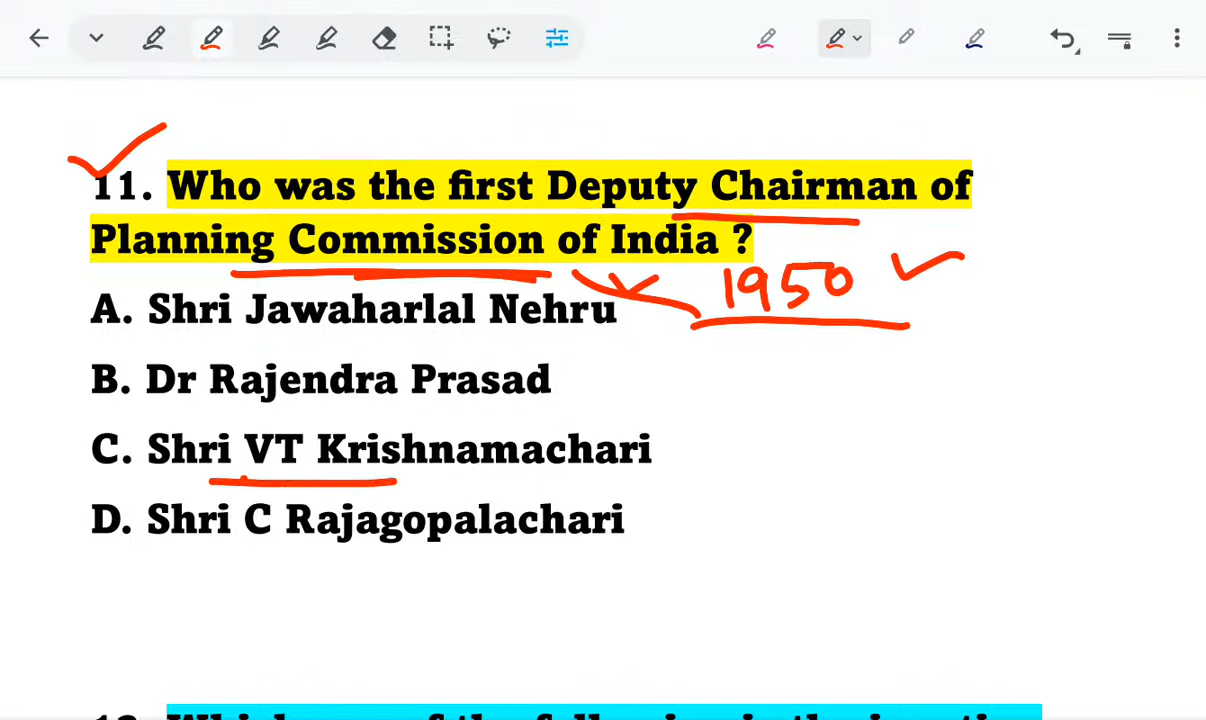 11. Who was the first Deputy Chairman of
Planning Commission of India ?
1950
A. Shri Jawaharlal Nehru
B. Dr Rajendra Prasad
C. Shri VT Krishnamachari
D. Shri C Rajagopalachari